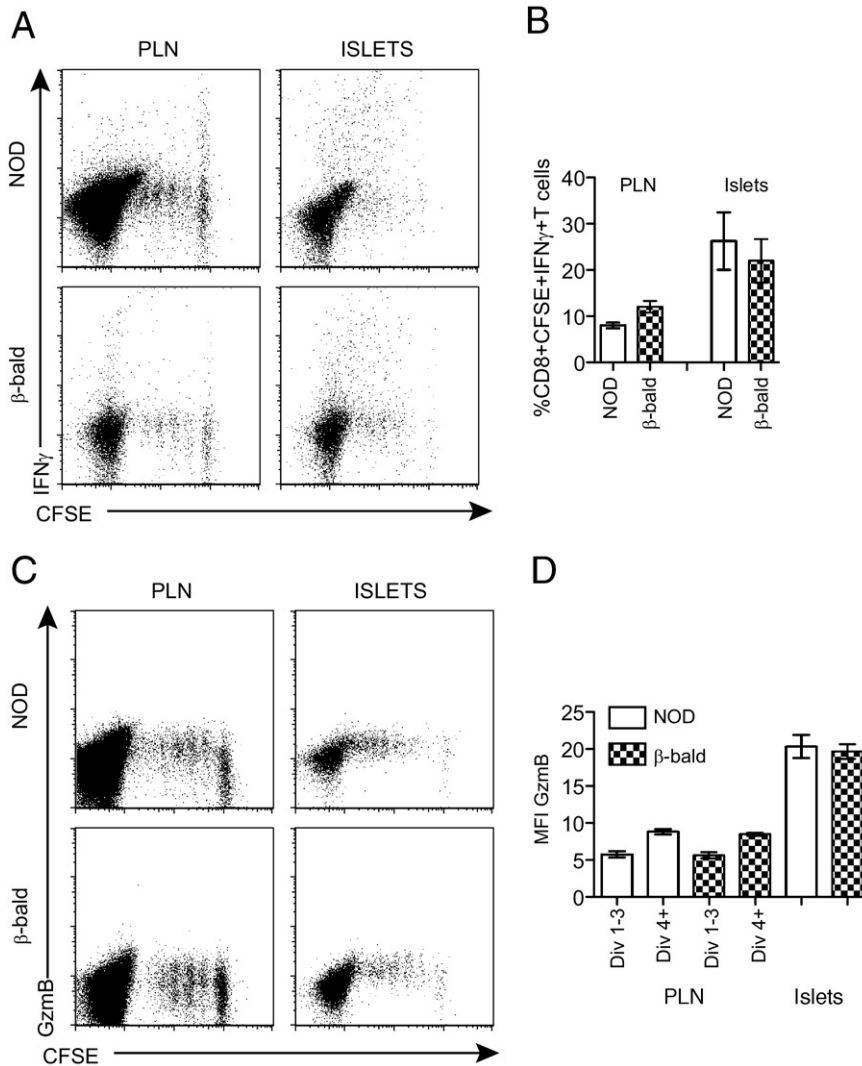 A
PLN
ISLETS
NOD
β-bald
IFNγ
CFSE
B
%CD8+CFSE+IFNγ+T cells
40
30
20
10
0
PLN
Islets
NOD
β-bald
NOD
β-bald
C
PLN
ISLETS
NOD
β-bald
GzmB
CFSE
D
MFI GzmB
25
20
15
10
5
0
NOD
β-bald
Div 1-3
Div 4+
Div 1-3
Div 4+
PLN
Islets